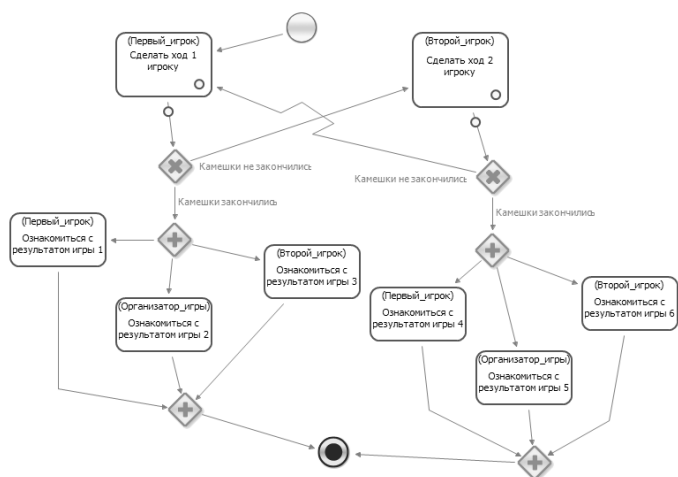 (Первый_игрок)
Сделать ход 1
игроку
(Второй_игрок)
Сделать ход 2
игроку
Камешки не закончились
Камешки не закончились
Камешки закончились
Камешки закончились
(Первый_игрок)
Ознакомиться с
результатом игры 1
(Второй_игрок)
Ознакомиться с
результатом игры 3
(Организатор_игры)
Ознакомиться с
результатом игры 2
(Первый_игрок)
Ознакомиться с
результатом игры 4
(Второй_игрок)
Ознакомиться с
результатом игры 6
(Организатор_игры)
Ознакомиться с
результатом игры 5